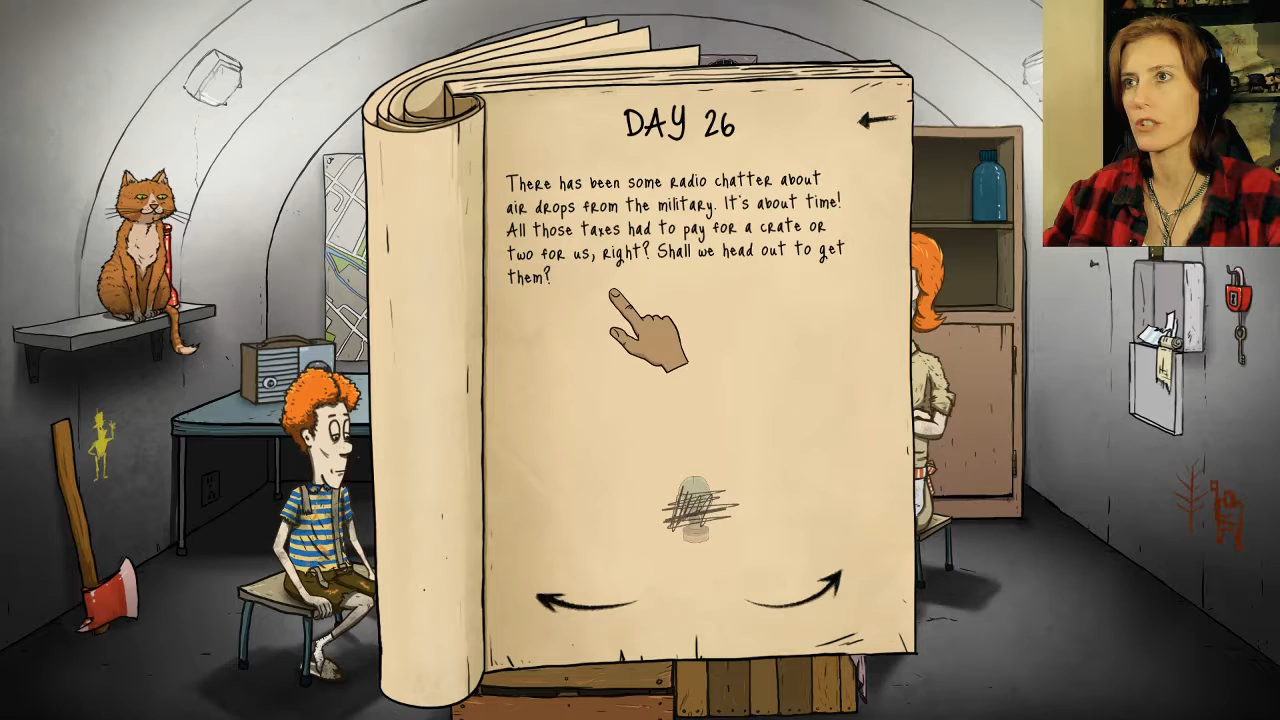 DAY 26
There has been some radio chatter about
air drops from the military. It's about time!
All those taxes had to pay for a crate or
two for us, right? Shall we head out to get
them?